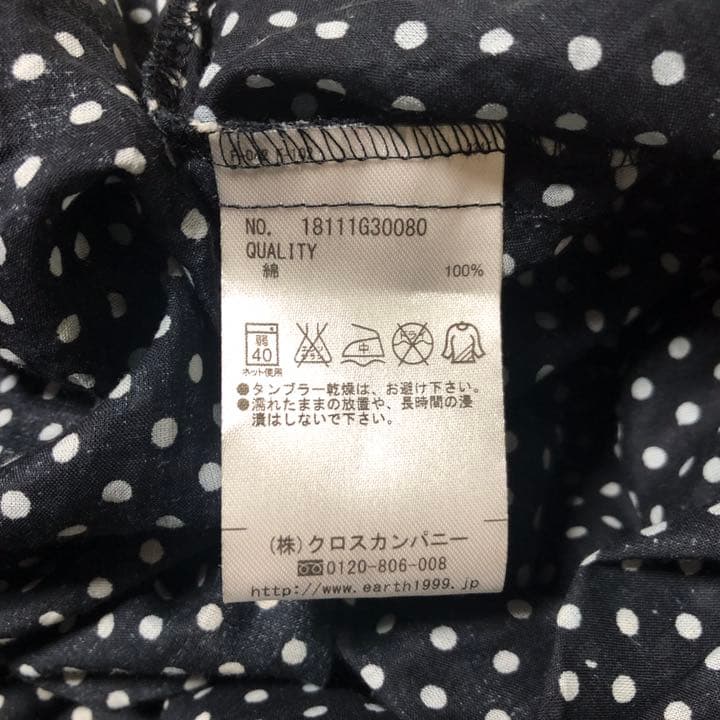 NO. 18111G30080
QUALITY
綿 100%
弱
40
ネット使用
中
●タンブラー乾燥は、お避け下さい。
●濡れたままの放置や、長時間の浸
漬はしないで下さい。
(株)クロスカンパニー
0120-806-008
http://www.earth1999.jp